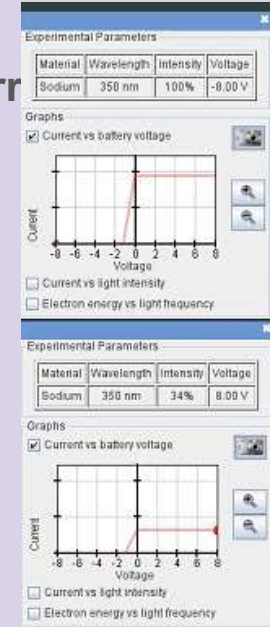 rr
Experimental Parameters
Material Wavelength Intensity Voltage
Sodium 350 nm 100% -8.00 V
Graphs
Current vs battery voltage
Current
-8 -6 -4 -2 0 2 4 6 8
Voltage
Current vs light intensity
Electron energy vs light frequency
Experimental Parameters
Material Wavelength Intensity Voltage
Sodium 350 nm 34% 8.00 V
Graphs
Current vs battery voltage
Current
-8 -6 -4 -2 0 2 4 6 8
Voltage
Current vs light intensity
Electron energy vs light frequency